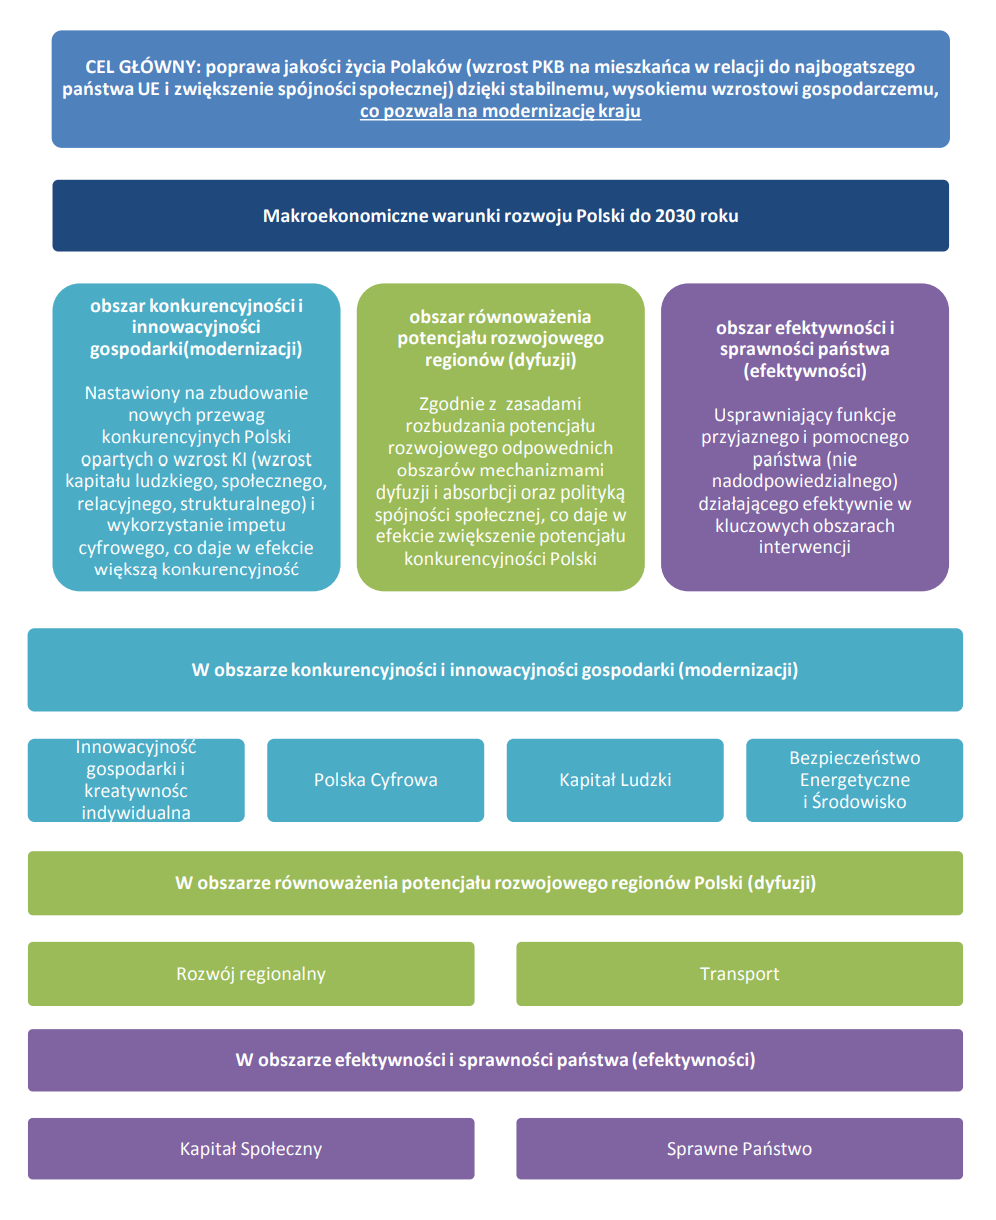 CEL GŁÓWNY: poprawa jakości życia Polaków (wzrost PKB na mieszkańca w relacji do najbogatszego
państwa UE i zwiększenie spójności społecznej) dzięki stabilnemu, wysokiemu wzrostowi gospodarczemu,
co pozwala na modernizację kraju
Makroekonomiczne warunki rozwoju Polski do 2030 roku
obszar konkurencyjności i
innowacyjności
gospodarki(modernizacji)
Nastawiony na zbudowanie
nowych przewag
konkurencyjnych Polski
opartych o wzrost KI (wzrost
kapitału ludzkiego, społecznego,
relacyjnego, strukturalnego) i
wykorzystanie impetu
cyfrowego, co daje w efekcie
większą konkurencyjność
obszar równoważenia
potencjału rozwojowego
regionów (dyfuzji)
Zgodnie z zasadami
rozbudzania potencjału
rozwojowego odpowednich
obszarów mechanizmami
dyfuzji i absorbcji oraz polityką
spójności społecznej, co daje w
efekcie zwiększenie potencjału
konkurencyjności Polski
obszar efektywności i
sprawności państwa
(efektywności)
Usprawniający funkcje
przyjaznego i pomocnego
państwa (nie
nadodpowiedzialnego)
działającego efektywnie w
kluczowych obszarach
interwencji
W obszarze konkurencyjności i innowacyjności gospodarki (modernizacji)
Innowacyjność
gospodarki i
kreatywnośc
indywidualna
Polska Cyfrowa
Kapitał Ludzki
Bezpieczeństwo
Energetyczne
i Środowisko
W obszarze równoważenia potencjału rozwojowego regionów Polski (dyfuzji)
Rozwój regionalny
Transport
W obszarze efektywności i sprawności państwa (efektywności)
Kapitał Społeczny
Sprawne Państwo